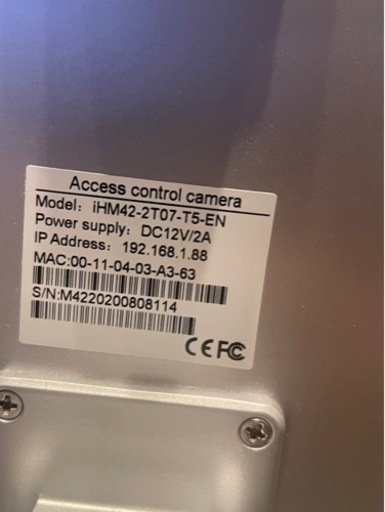 Access control camera
Model: iHM42-2T07-T5-EN
Power supply: DC12V/2A
IP Address: 192.168.1.88
MAC:00-11-04-03-A3-63
S/N:M4220200808114
CE FC